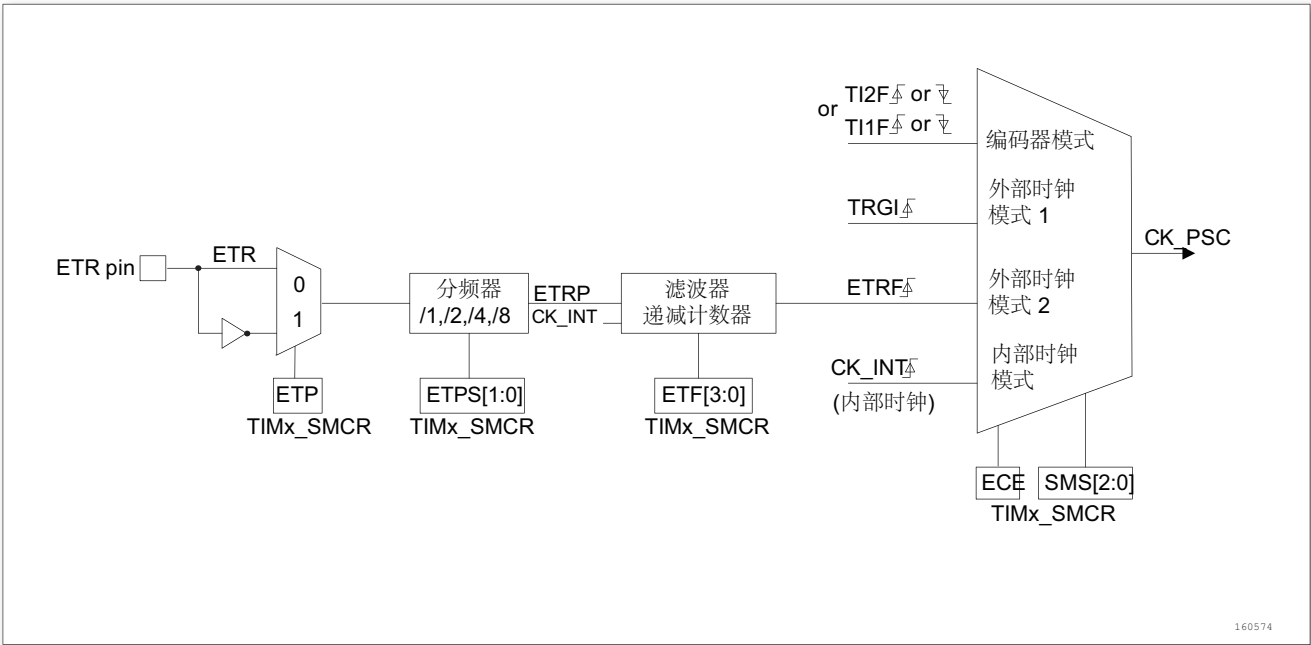 ETR pin
ETR
0
1
ETP
TIMx_SMCR
分频器
/1,/2,/4,/8
ETPS[1:0]
TIMx_SMCR
ETRP
CK_INT
滤波器
递减计数器
ETF[3:0]
TIMx_SMCR
or TI2F or
TI1F or
TRGI
ETRF
CK_INT
(内部时钟)
编码器模式
外部时钟
模式 1
外部时钟
模式 2
内部时钟
模式
CK_PSC
ECE
SMS[2:0]
TIMx_SMCR
160574